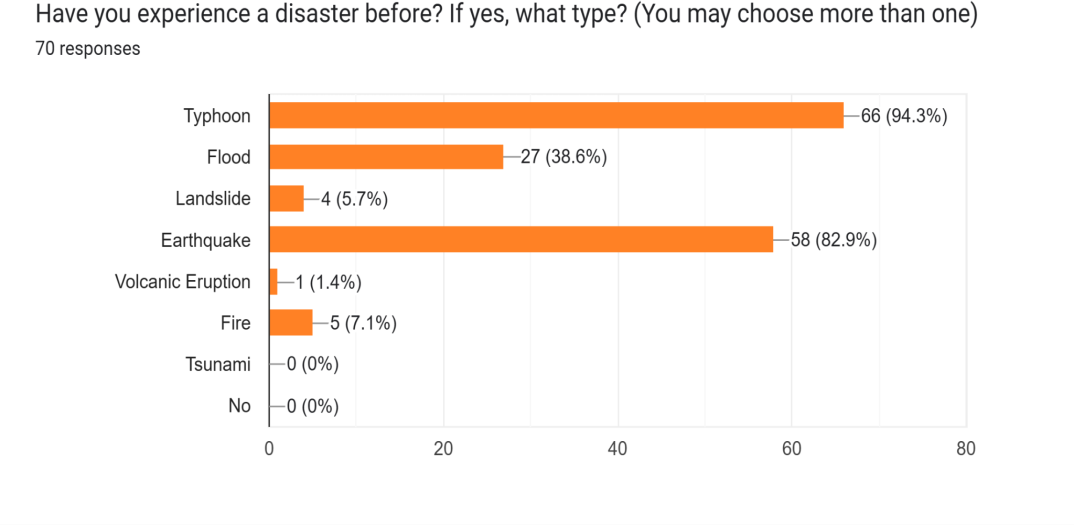 Have you experience a disaster before? If yes, what type? (You may choose more than one)
70 responses
Typhoon 66 (94.3%)
Flood 27 (38.6%)
Landslide 4 (5.7%)
Earthquake 58 (82.9%)
Volcanic Eruption 1 (1.4%)
Fire 5 (7.1%)
Tsunami 0 (0%)
No 0 (0%)
0 20 40 60 80